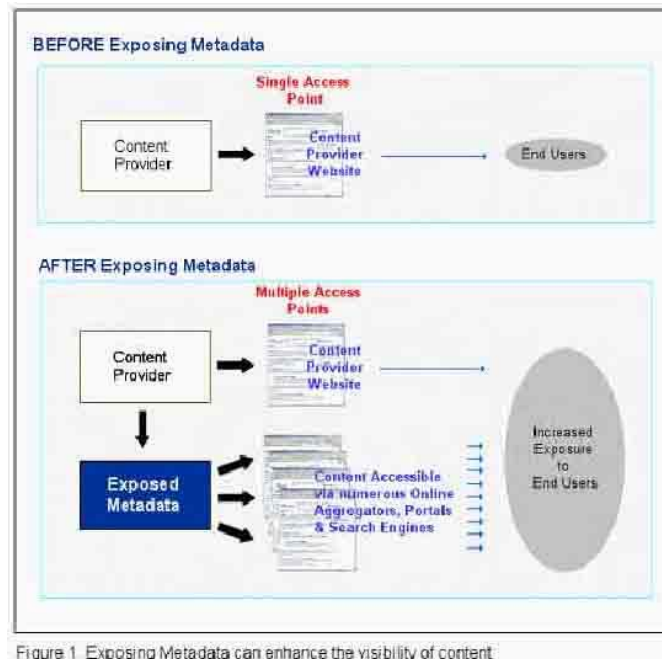 BEFORE Exposing Metadata
Single Access
Point
Content
Provider
Content
Provider
Website
End Users
AFTER Exposing Metadata
Multiple Access
Points
Content
Provider
Content
Provider
Website
Exposed
Metadata
Content Accessible
via numerous Online
Aggregators, Portals
& Search Engines
Increased
Exposure
to
End Users
Figure 1 Exposing Metadata can enhance the visibility of content